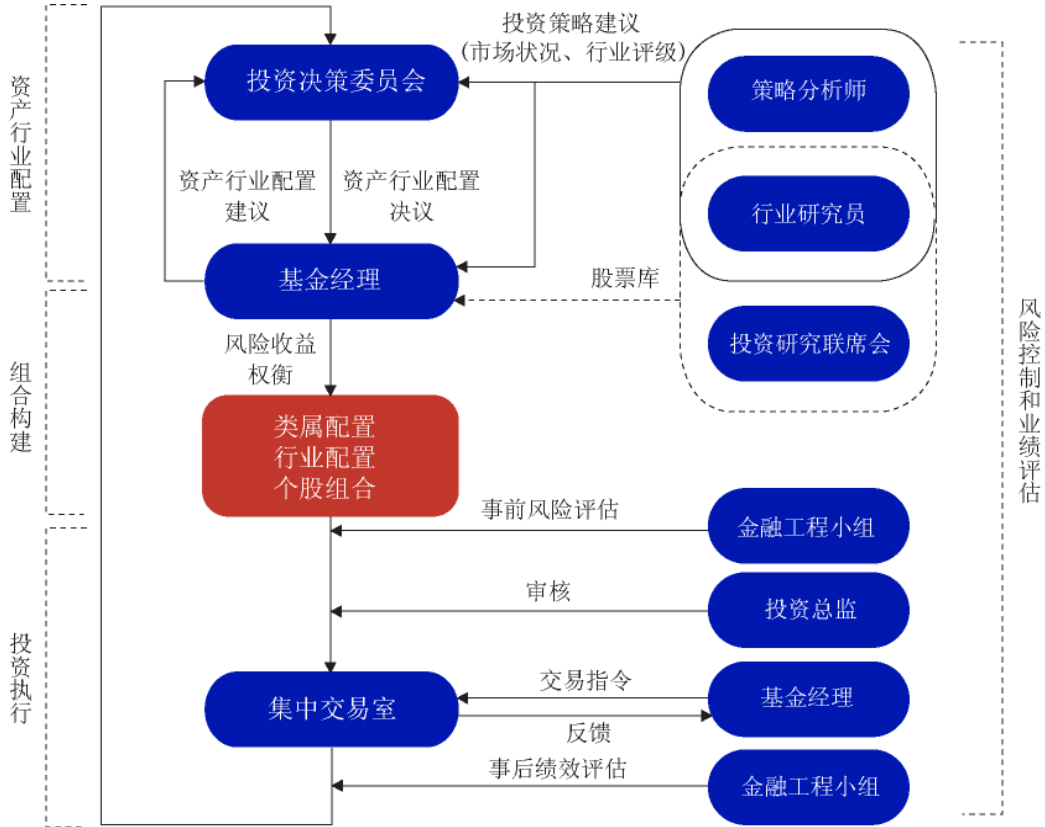 投资策略建议
(市场状况、行业评级)
投资决策委员会
策略分析师
资产行业配置
资产行业配置
建议
资产行业配置
决议
行业研究员
基金经理
股票库
投资研究联席会
风险收益
权衡
组合构建
类属配置
行业配置
个股组合
风险控制和业绩评估
事前风险评估
金融工程小组
审核
投资总监
投资执行
集中交易室
交易指令
反馈
基金经理
事后绩效评估
金融工程小组